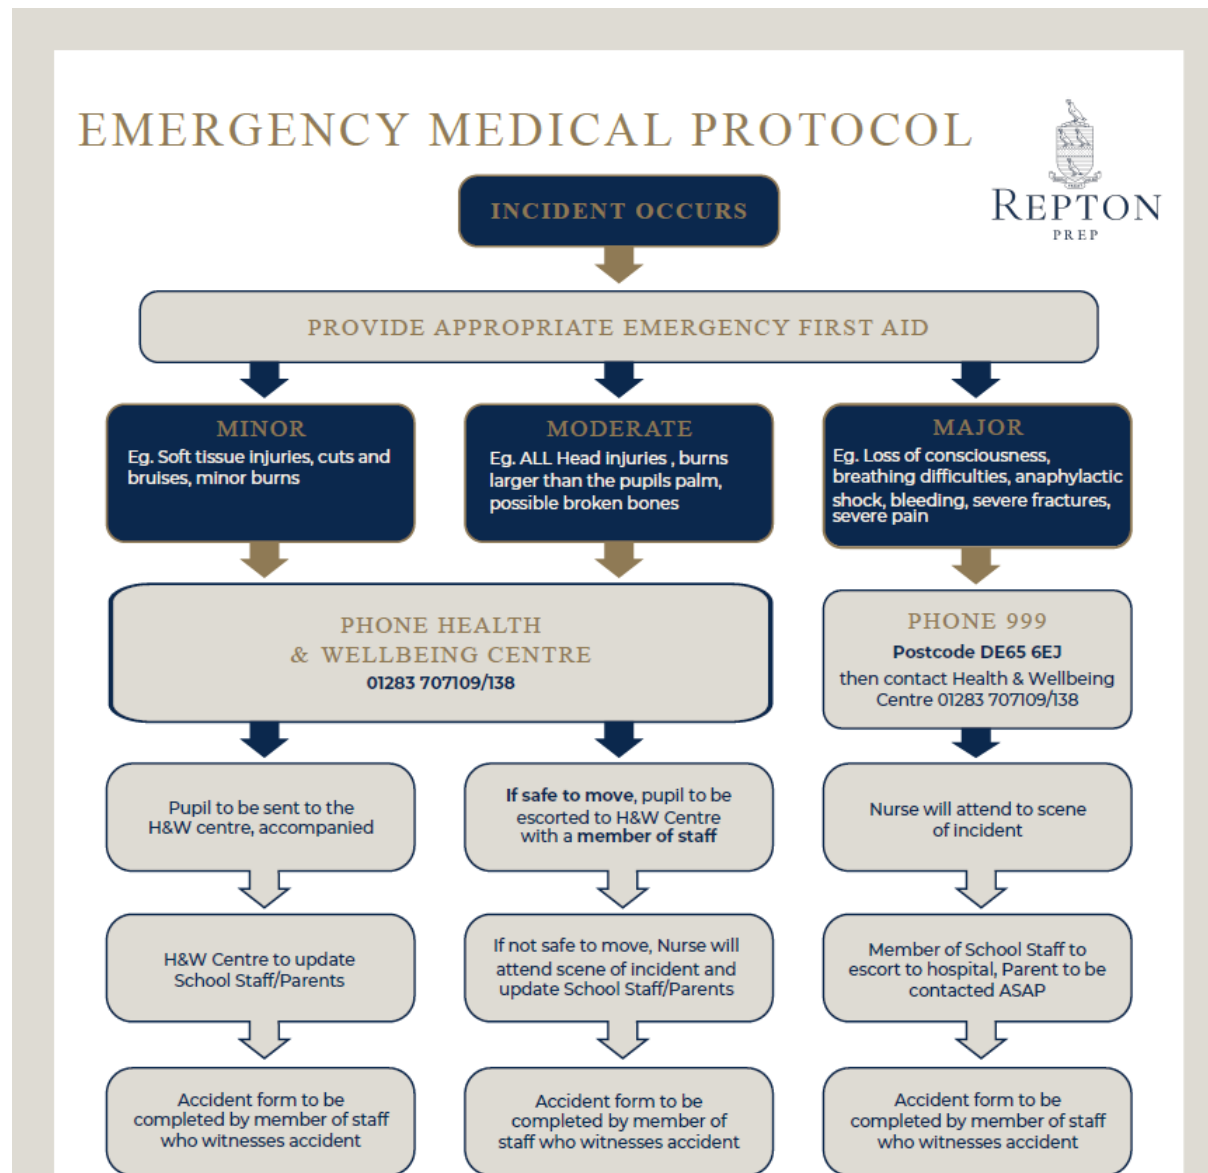 EMERGENCY MEDICAL PROTOCOL
REPTON
PREP
INCIDENT OCCURS
PROVIDE APPROPRIATE EMERGENCY FIRST AID
MINOR
Eg. Soft tissue injuries, cuts and
bruises, minor burns
MODERATE
Eg. ALL Head injuries , burns
larger than the pupils palm,
possible broken bones
MAJOR
Eg. Loss of consciousness,
breathing difficulties, anaphylactic
shock, bleeding, severe fractures,
severe pain
PHONE HEALTH
& WELLBEING CENTRE
01283 707109/138
PHONE 999
Postcode DE65 6EJ
then contact Health & Wellbeing
Centre 01283 707109/138
Pupil to be sent to the
H&W centre, accompanied
If safe to move, pupil to be
escorted to H&W Centre
with a member of staff
Nurse will attend to scene
of incident
H&W Centre to update
School Staff/Parents
If not safe to move, Nurse will
attend scene of incident and
update School Staff/Parents
Member of School Staff to
escort to hospital, Parent to be
contacted ASAP
Accident form to be
completed by member of staff
who witnesses accident
Accident form to be
completed by member of
staff who witnesses accident
Accident form to be
completed by member of staff
who witnesses accident